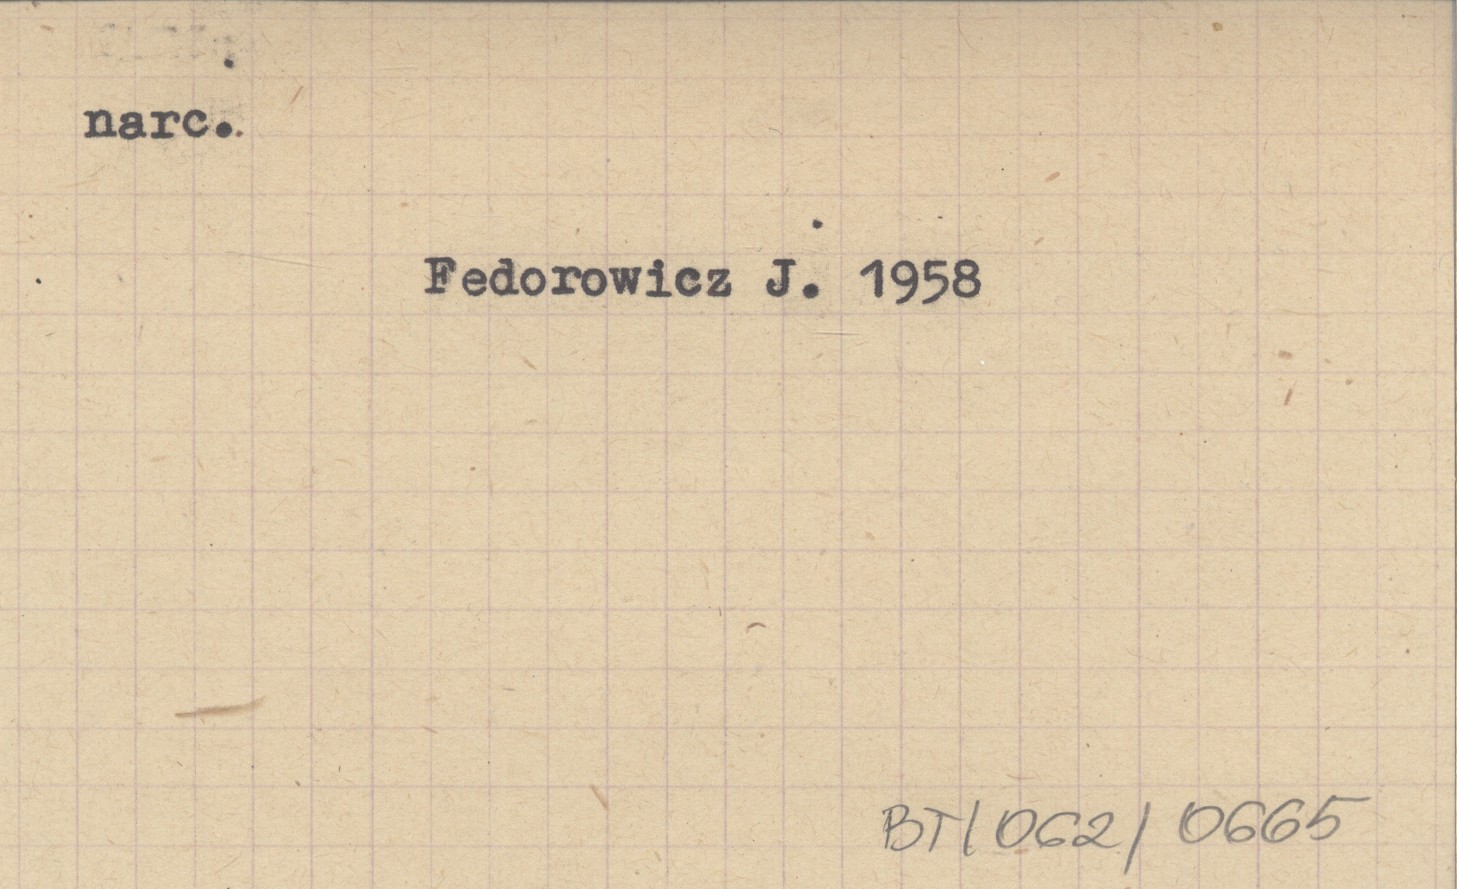 narc.
Fedorowicz J. 1958
BT/062/0665